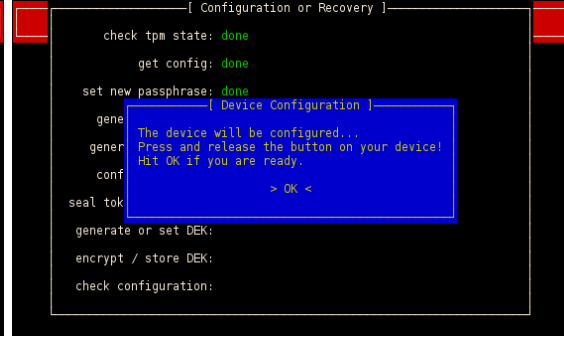 [ Configuration or Recovery ]
check tpm state: done
get config: done
set new passphrase: done
[ Device Configuration ]
The device will be configured...
Press and release the button on your device!
Hit OK if you are ready.
> OK <
generate or set DEK:
encrypt / store DEK:
check configuration: